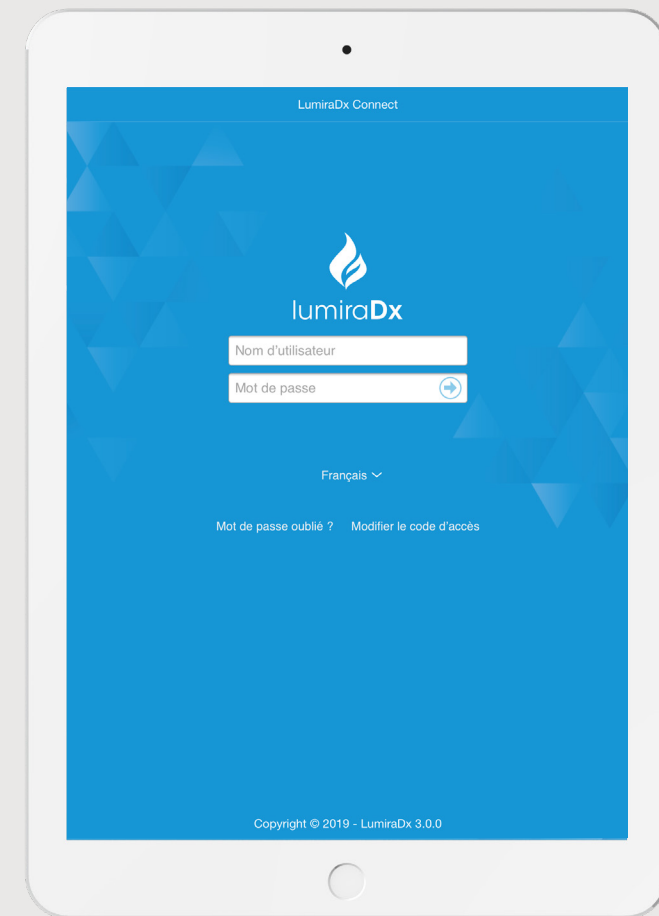 LumiraDx Connect
lumiraDx
Nom d'utilisateur
Mot de passe
Français
Mot de passe oublié ? Modifier le code d'accès
Copyright © 2019 - LumiraDx 3.0.0